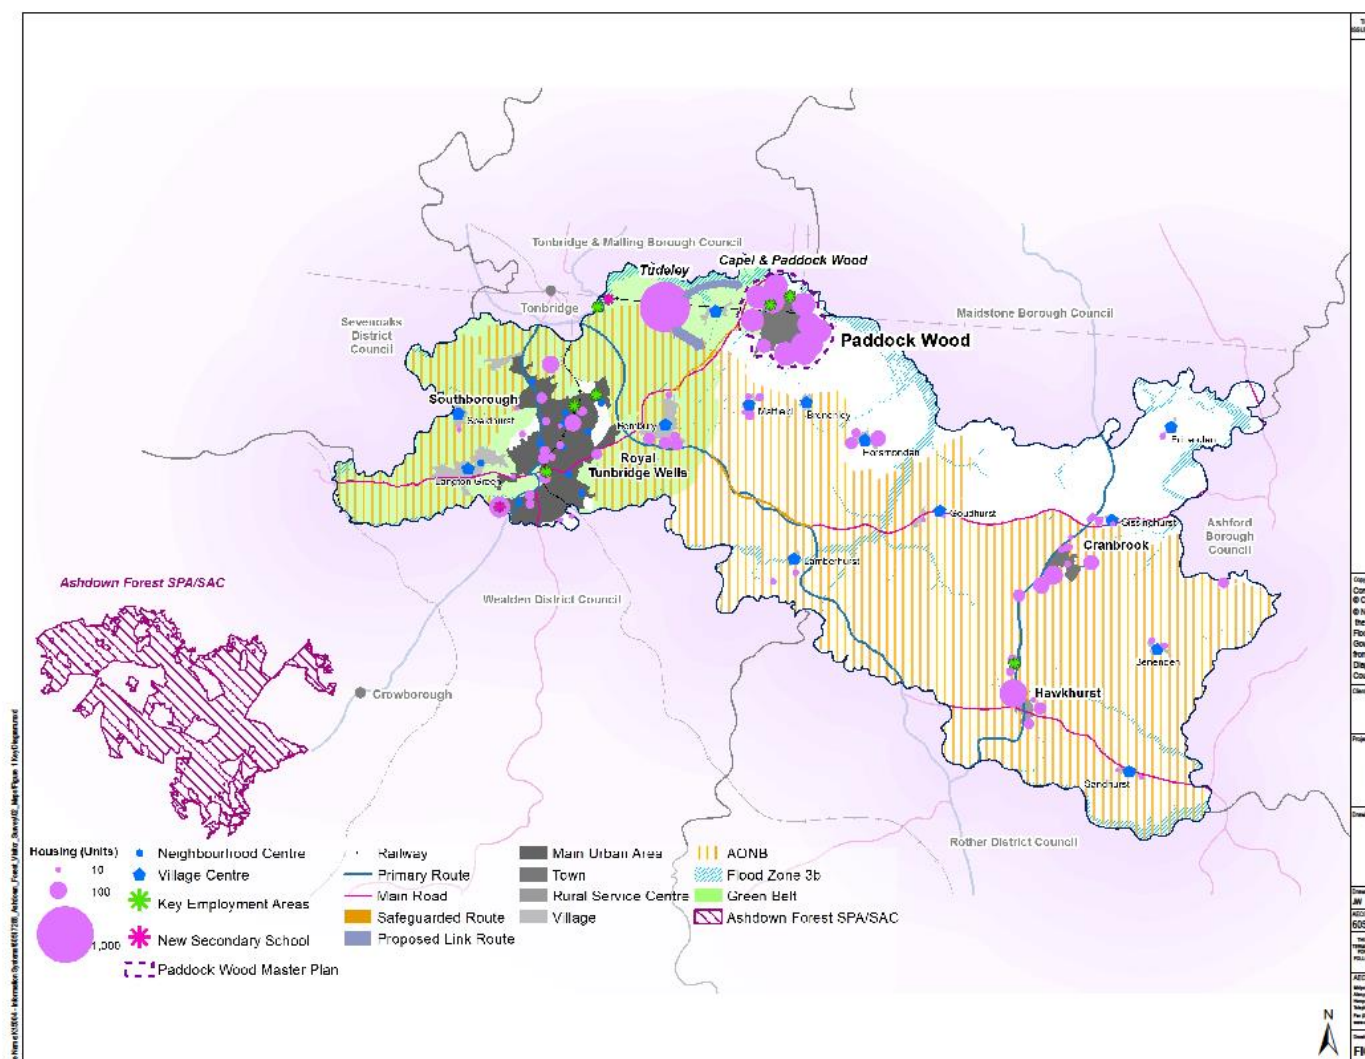 Tonbridge & Malling Borough Council
Capel & Paddock Wood
Tudeley
Tonbridge
Sevenoaks
District
Council
Maidstone Borough Council
Paddock Wood
Southborough
Speldhurst
Pembury
Matfield
Brenchley
Horsmonden
Frittenden
Royal
Tunbridge Wells
Langton Green
Goudhurst
Sissinghurst
Ashford
Borough
Council
Cranbrook
Lamberhurst
Ashdown Forest SPA/SAC
Wealden District Council
Benenden
Crowborough
Hawkhurst
Sandhurst
Rother District Council
Housing (Units)
10
100
1,000
Neighbourhood Centre
Village Centre
Key Employment Areas
New Secondary School
Paddock Wood Master Plan
Railway
Primary Route
Main Road
Safeguarded Route
Proposed Link Route
Main Urban Area
Town
Rural Service Centre
Village
AONB
Flood Zone 3b
Green Belt
Ashdown Forest SPA/SAC
N